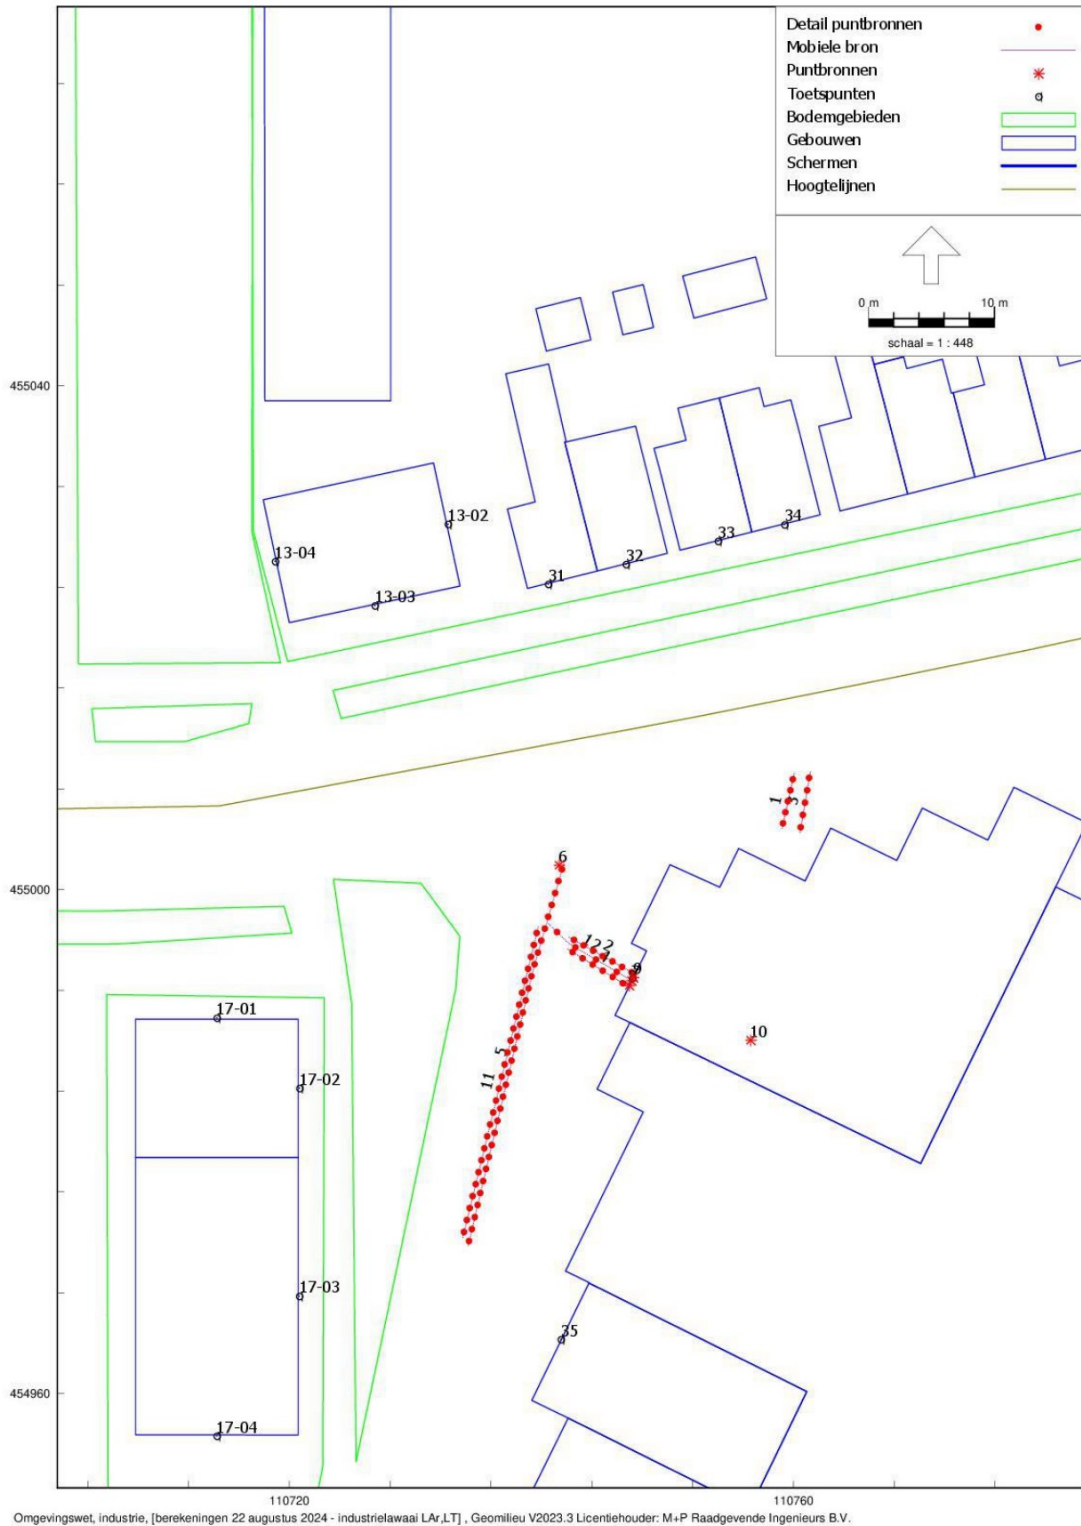 Detail puntbronnen
Mobiele bron
Puntbronnen
Toetspunten
Bodemgebieden
Gebouwen
Schermen
Hoogtelijnen
0 m 10 m
schaal = 1 : 448
455040
13-02
34
33
13-04
32
31
13-03
1
3
6
455000
12
2
9
17-01
10
5
17-02
11
17-03
35
454960
17-04
110720 110760
Omgevingswet, industrie, [berekeningen 22 augustus 2024 - industrielawaai LAr,LT] , Geomilieu V2023.3 Licentiehouder: M+P Raadgevende Ingenieurs B.V.